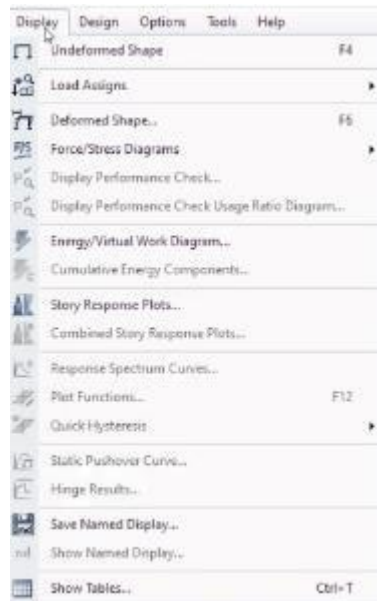 Display Design Options Tools Help
Undeformed Shape F4
Load Assigns
Deformed Shape... F6
Force/Stress Diagrams
Display Performance Check...
Display Performance Check Usage Ratio Diagram...
Energy/Virtual Work Diagram...
Cumulative Energy Components...
Story Response Plots...
Combined Story Response Plots...
Response Spectrum Curves...
Plot Functions... F12
Quick Hysteresis
Static Pushover Curve...
Hinge Results...
Save Named Display...
Show Named Display...
Show Tables... Ctrl+T